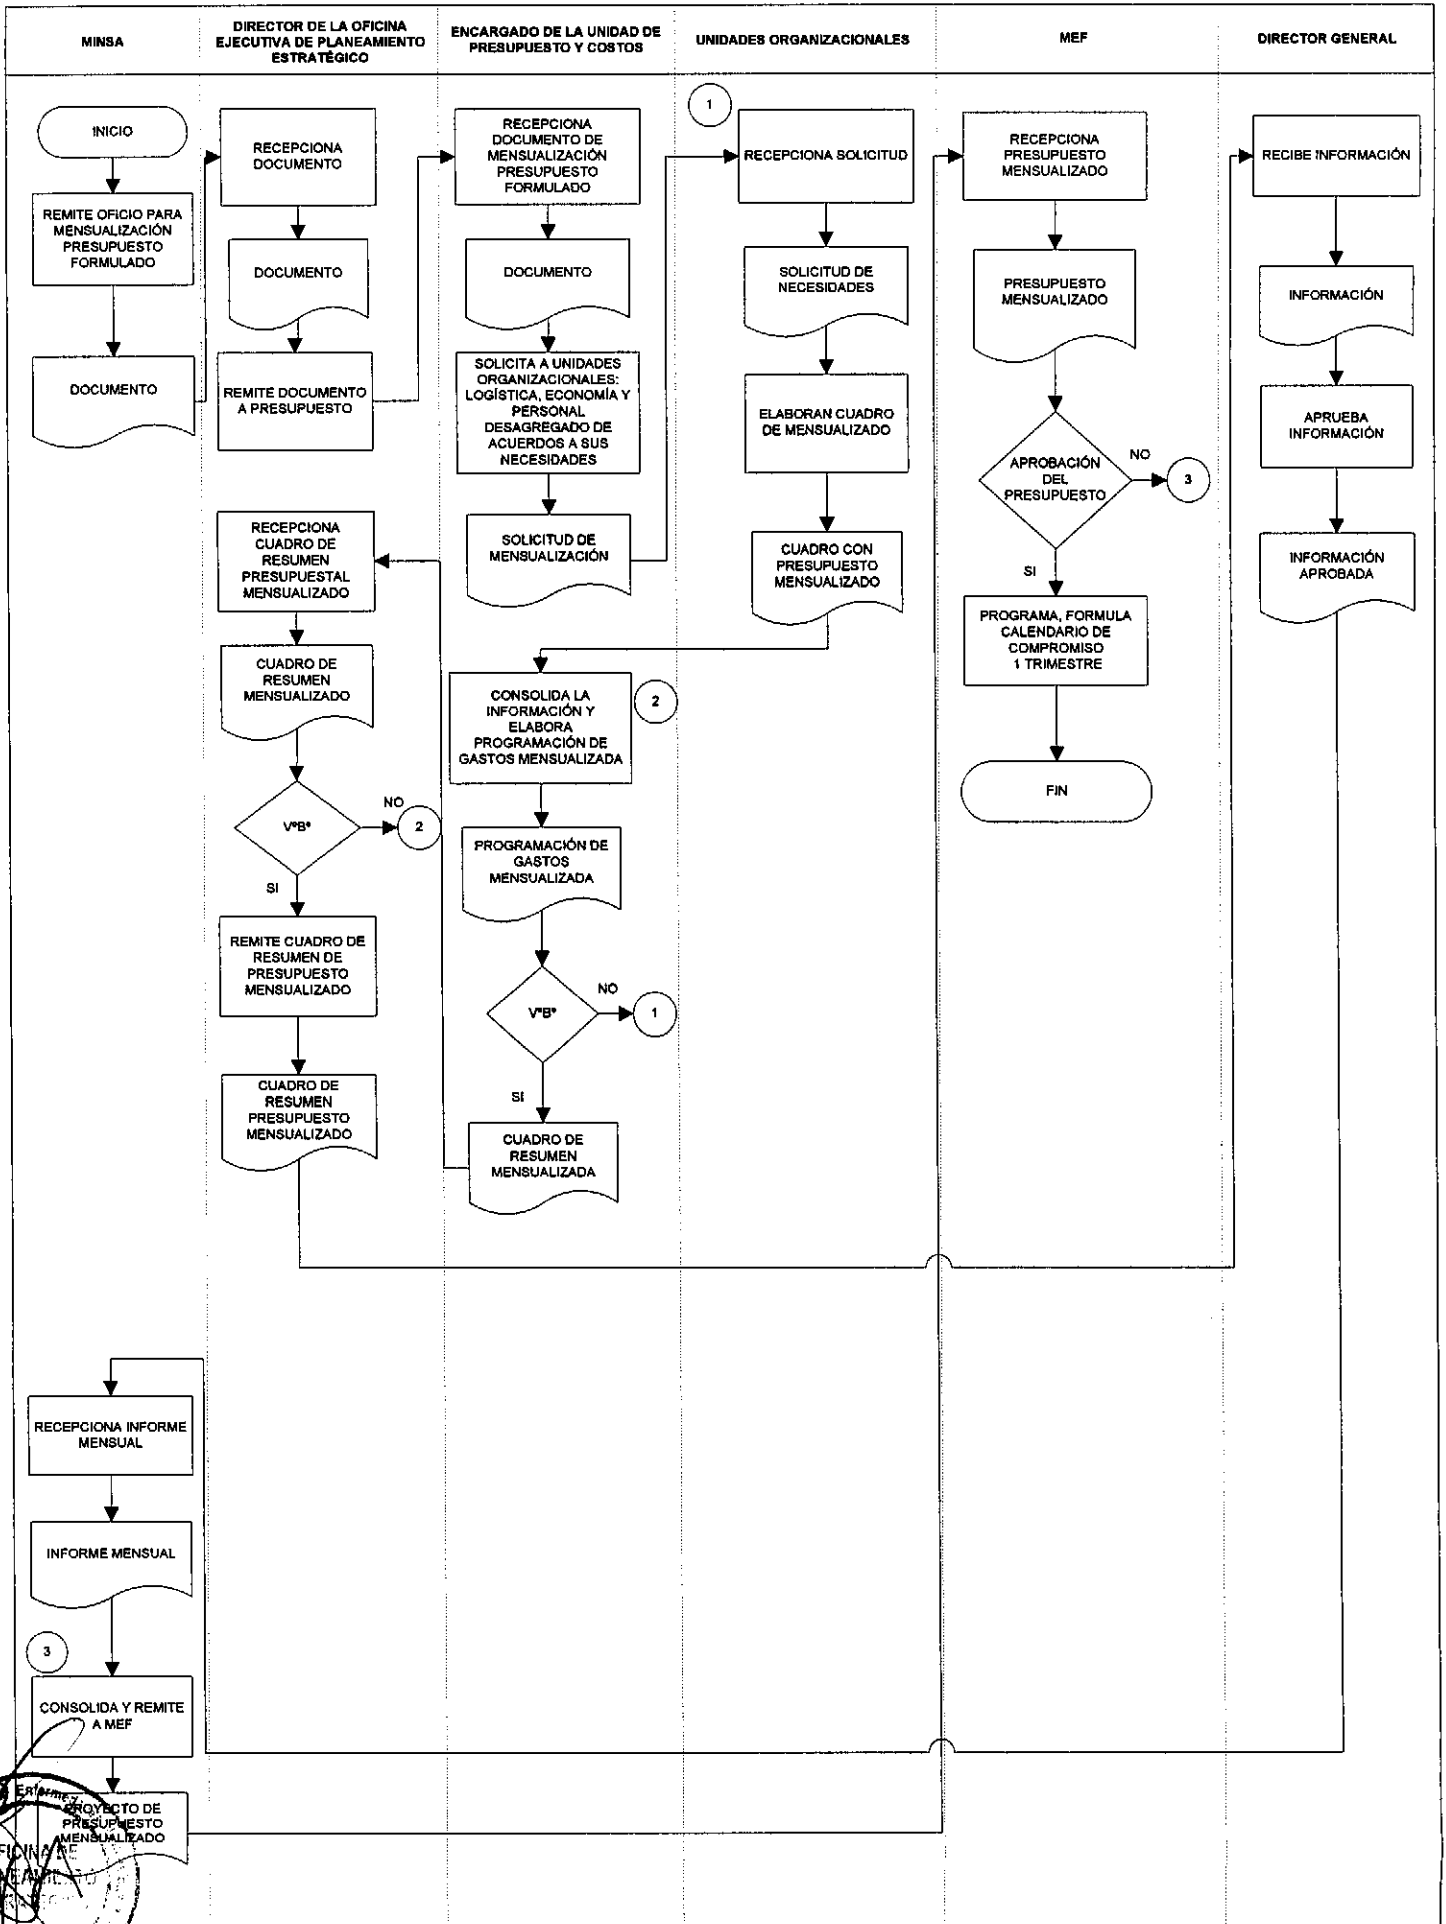 MINSA
DIRECTOR DE LA OFICINA
EJECUTIVA DE PLANEAMIENTO
ESTRATÉGICO
ENCARGADO DE LA UNIDAD DE
PRESUPUESTO Y COSTOS
UNIDADES ORGANIZACIONALES
MEF
DIRECTOR GENERAL
INICIO
REMITE OFICIO PARA
MENSUALIZACIÓN
PRESUPUESTO
FORMULADO
DOCUMENTO
RECEPCIONA
DOCUMENTO
DOCUMENTO
REMITE DOCUMENTO
A PRESUPUESTO
RECEPCIONA
DOCUMENTO DE
MENSUALIZACIÓN
PRESUPUESTO
FORMULADO
DOCUMENTO
SOLICITA A UNIDADES
ORGANIZACIONALES:
LOGÍSTICA, ECONOMÍA Y
PERSONAL
DESAGREGADO DE
ACUERDOS A SUS
NECESIDADES
SOLICITUD DE
MENSUALIZACIÓN
1
RECEPCIONA SOLICITUD
SOLICITUD DE
NECESIDADES
ELABORAN CUADRO
DE MENSUALIZADO
CUADRO CON
PRESUPUESTO
MENSUALIZADO
CONSOLIDA LA
INFORMACIÓN Y
ELABORA
PROGRAMACIÓN DE
GASTOS MENSUALIZADA
2
PROGRAMACIÓN DE
GASTOS
MENSUALIZADA
V°B°
NO
1
SI
CUADRO DE
RESUMEN
MENSUALIZADA
RECEPCIONA
CUADRO DE
RESUMEN
PRESUPUESTAL
MENSUALIZADO
CUADRO DE
RESUMEN
MENSUALIZADO
V°B°
NO
2
SI
REMITE CUADRO DE
RESUMEN DE
PRESUPUESTO
MENSUALIZADO
CUADRO DE
RESUMEN
PRESUPUESTO
MENSUALIZADO
RECIBE INFORMACIÓN
INFORMACIÓN
APRUEBA
INFORMACIÓN
INFORMACIÓN
APROBADA
RECEPCIONA INFORME
MENSUAL
INFORME MENSUAL
3
CONSOLIDA Y REMITE
A MEF
PROYECTO DE
PRESUPUESTO
MENSUALIZADO
RECEPCIONA
PRESUPUESTO
MENSUALIZADO
PRESUPUESTO
MENSUALIZADO
APROBACIÓN
DEL
PRESUPUESTO
NO
3
SI
PROGRAMA, FORMULA
CALENDARIO DE
COMPROMISO
1 TRIMESTRE
FIN